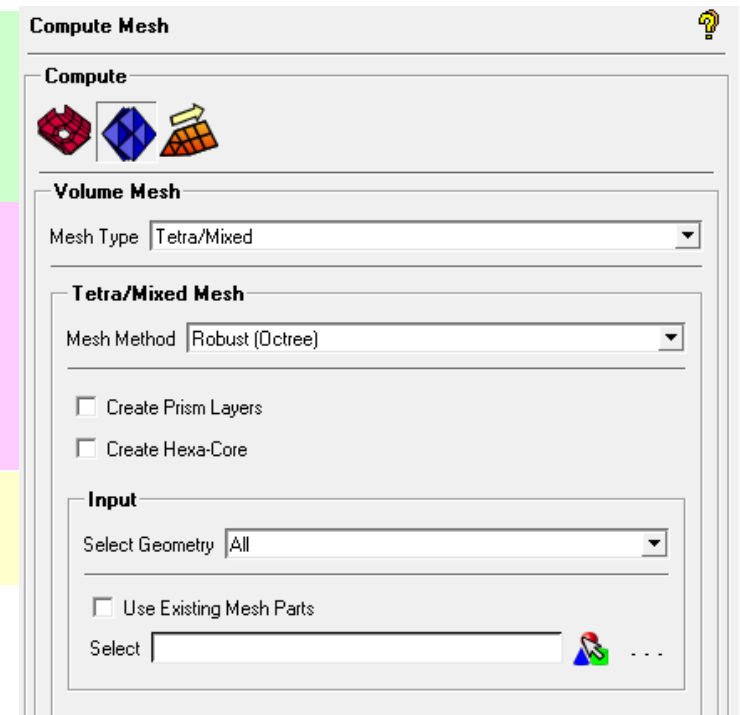 Compute Mesh
Compute
Volume Mesh
Mesh Type Tetra/Mixed
Tetra/Mixed Mesh
Mesh Method Robust (Octree)
Create Prism Layers
Create Hexa-Core
Input
Select Geometry All
Use Existing Mesh Parts
Select ...